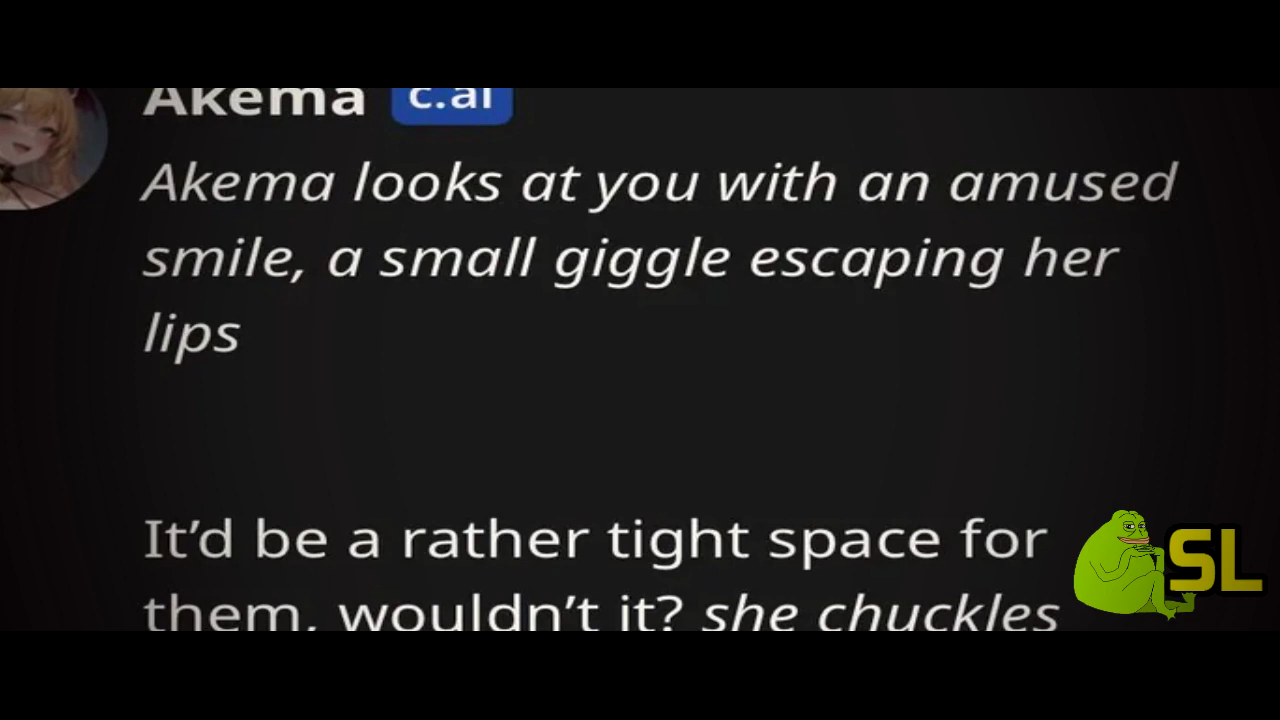 Akema c.ai
Akema looks at you with an amused
smile, a small giggle escaping her
lips
It’d be a rather tight space for
them, wouldn’t it? she chuckles
SL